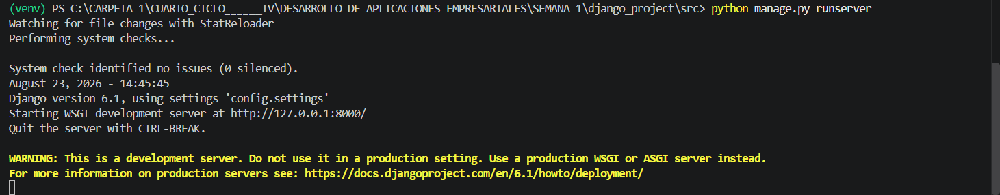 (venv) PS C:\CARPETA 1\CUARTO_CICLO______IV\DESARROLLO DE APLICACIONES EMPRESARIALES\SEMANA 1\django_project\src> python manage.py runserver
Watching for file changes with StatReloader
Performing system checks...
System check identified no issues (0 silenced).
August 23, 2026 - 14:45:45
Django version 6.1, using settings 'config.settings'
Starting WSGI development server at http://127.0.0.1:8000/
Quit the server with CTRL-BREAK.
WARNING: This is a development server. Do not use it in a production setting. Use a production WSGI or ASGI server instead.
For more information on production servers see: https://docs.djangoproject.com/en/6.1/howto/deployment/